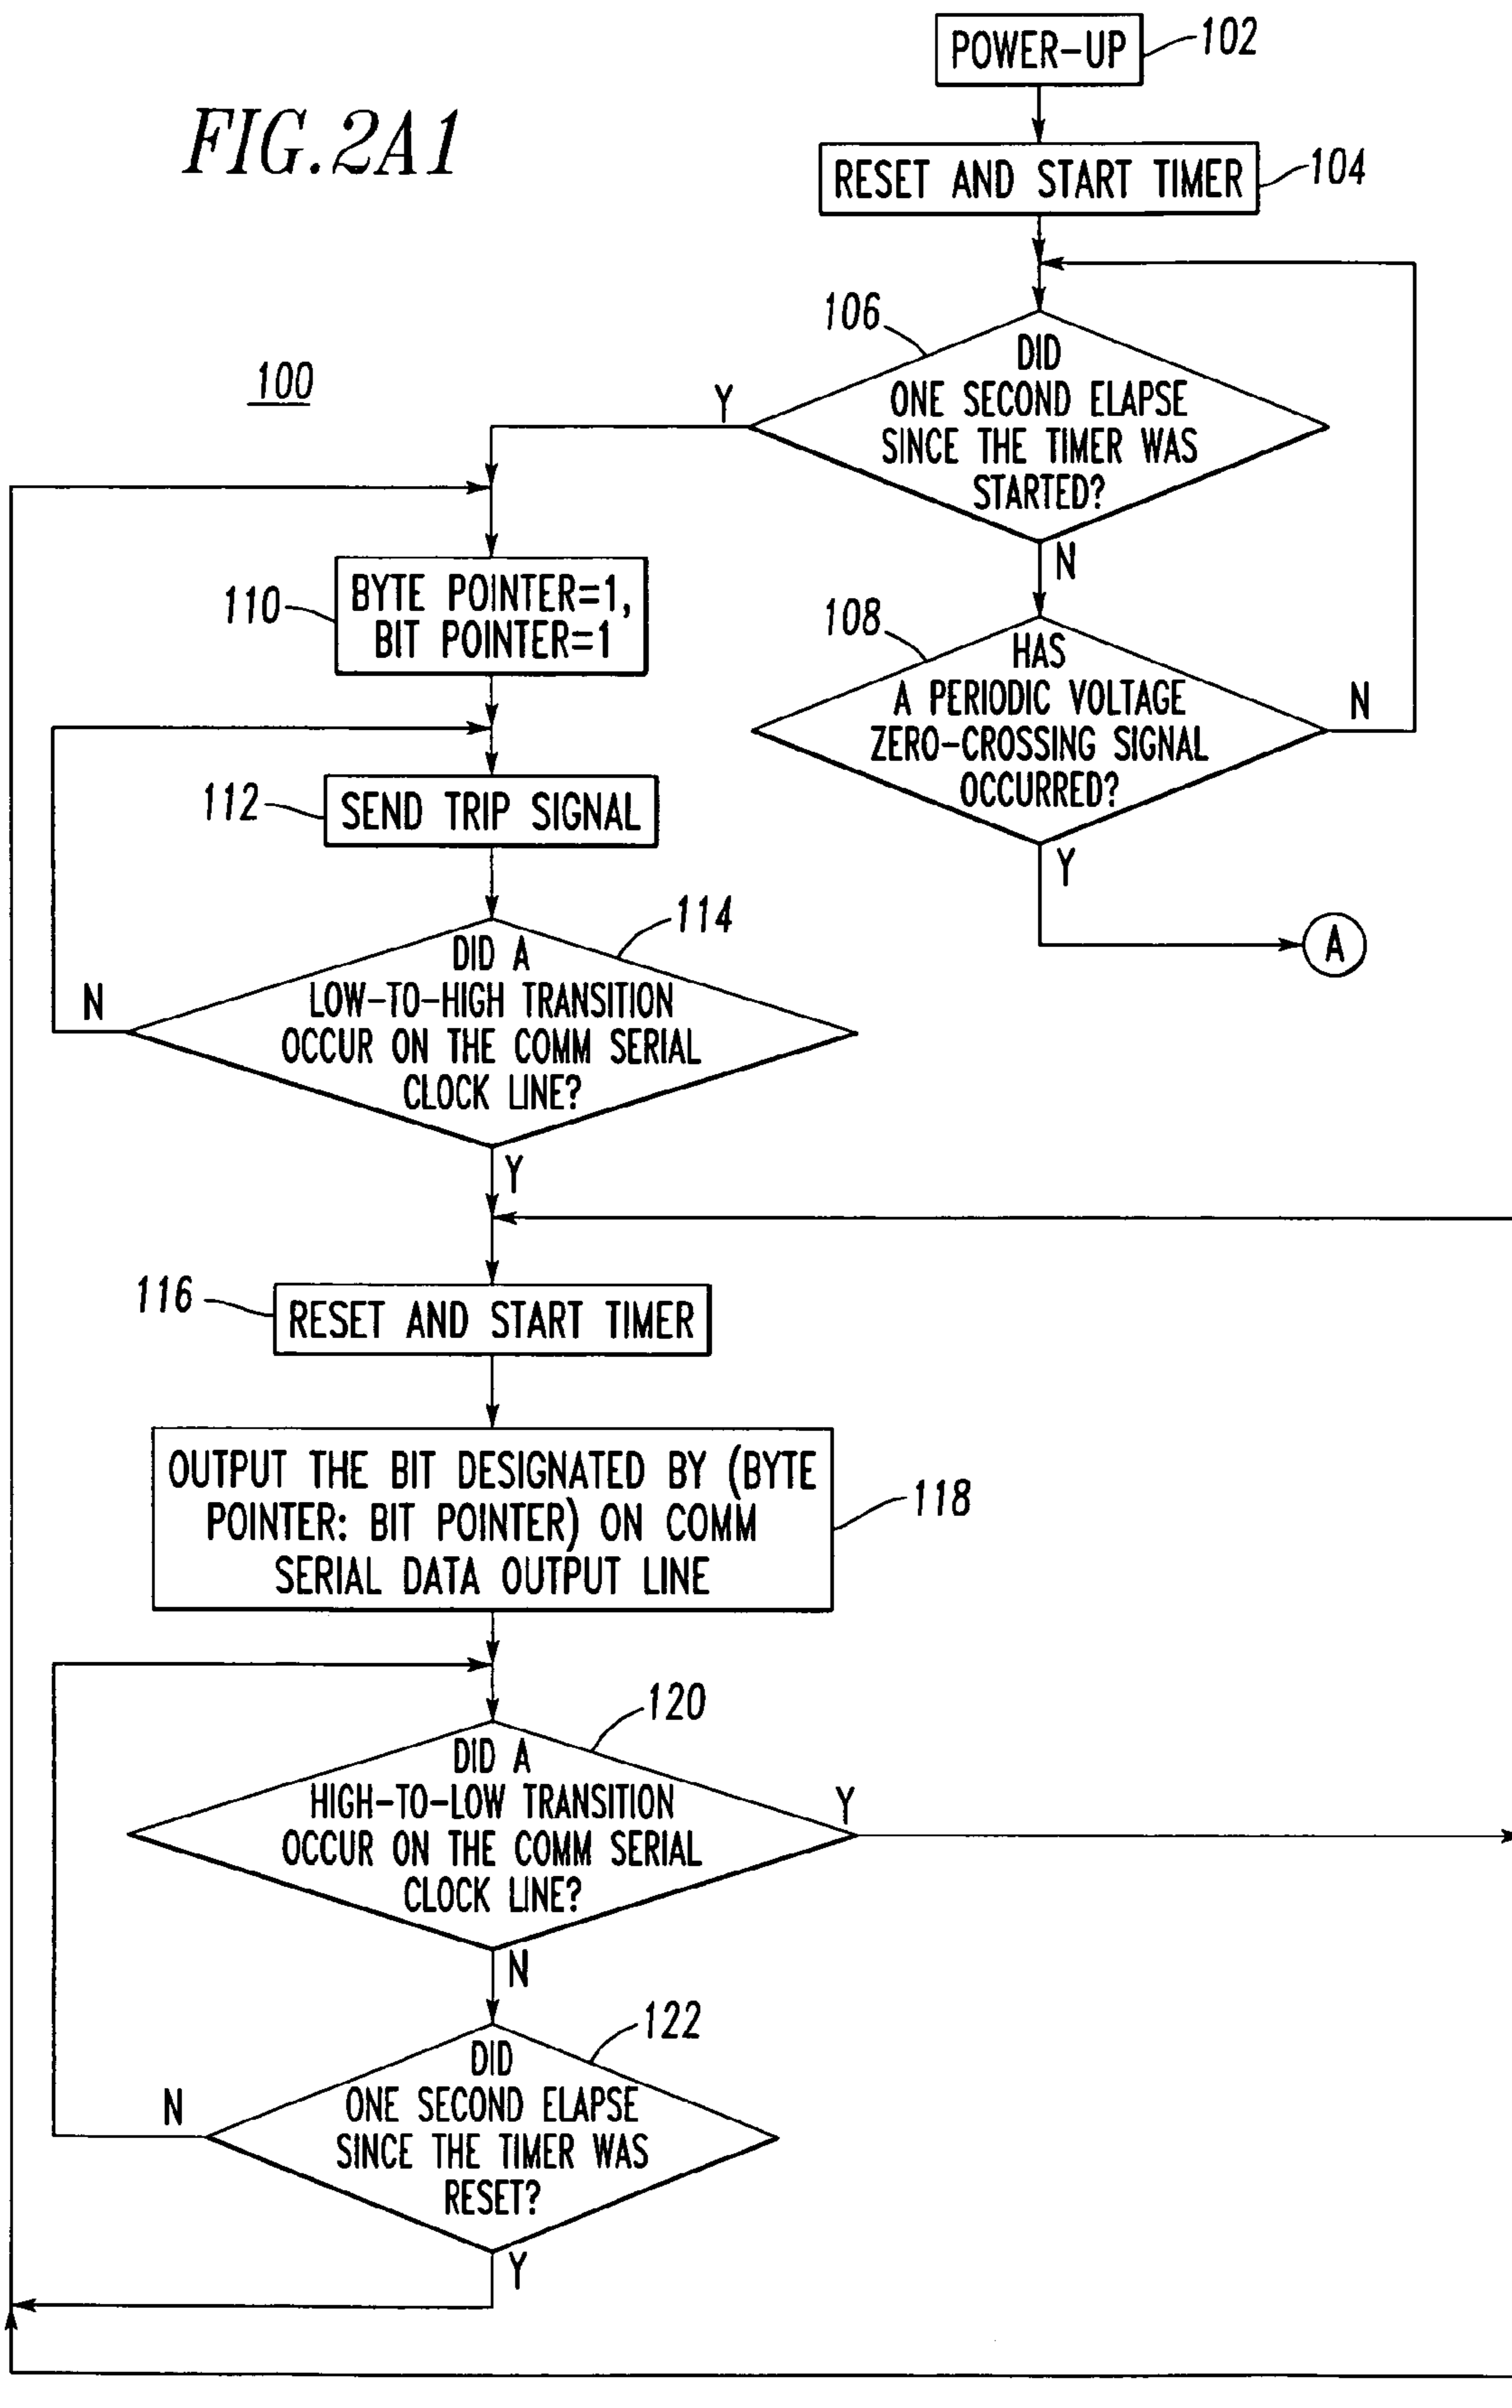 FIG.2A1
100
POWER-UP
102
RESET AND START TIMER
104
106
DID
ONE SECOND ELAPSE
SINCE THE TIMER WAS
STARTED?
Y
N
108
HAS
A PERIODIC VOLTAGE
ZERO-CROSSING SIGNAL
OCCURRED?
N
Y
A
110
BYTE POINTER=1,
BIT POINTER=1
112
SEND TRIP SIGNAL
114
DID A
LOW-TO-HIGH TRANSITION
OCCUR ON THE COMM SERIAL
CLOCK LINE?
N
Y
116
RESET AND START TIMER
OUTPUT THE BIT DESIGNATED BY (BYTE
POINTER: BIT POINTER) ON COMM
SERIAL DATA OUTPUT LINE
118
120
DID A
HIGH-TO-LOW TRANSITION
OCCUR ON THE COMM SERIAL
CLOCK LINE?
Y
N
122
DID
ONE SECOND ELAPSE
SINCE THE TIMER WAS
RESET?
N
Y